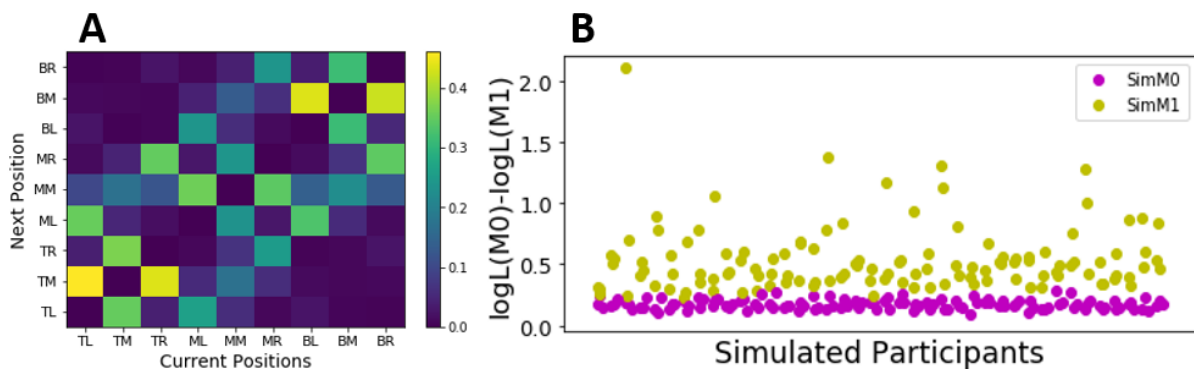 A
B
Next Position
BR
BM
BL
MR
MM
ML
TR
TM
TL
TL TM TR ML MM MR BL BM BR
Current Positions
0.4
0.3
0.2
0.1
0.0
logL(M0)-logL(M1)
2.0
1.5
1.0
0.5
0.0
SimM0
SimM1
Simulated Participants